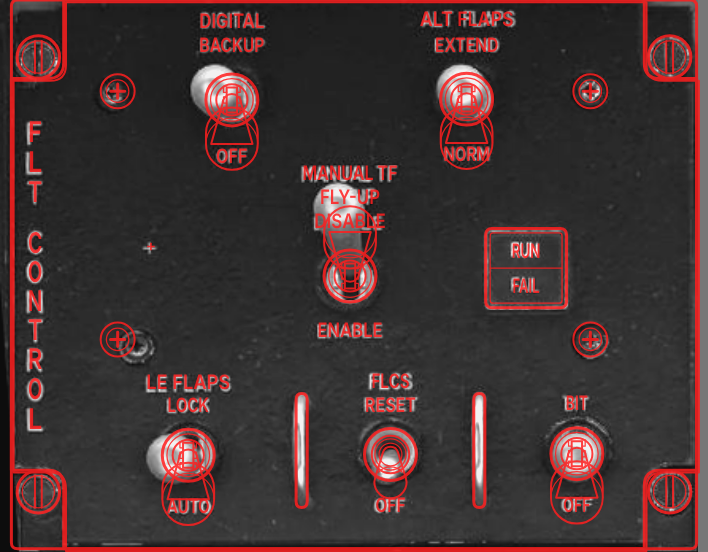 DIGITAL
BACKUP
OFF
ALT FLAPS
EXTEND
NORM
FLT CONTROL
MANUAL TF
FLY-UP
DISABLE
ENABLE
RUN
FAIL
LE FLAPS
LOCK
AUTO
FLCS
RESET
OFF
BIT
OFF